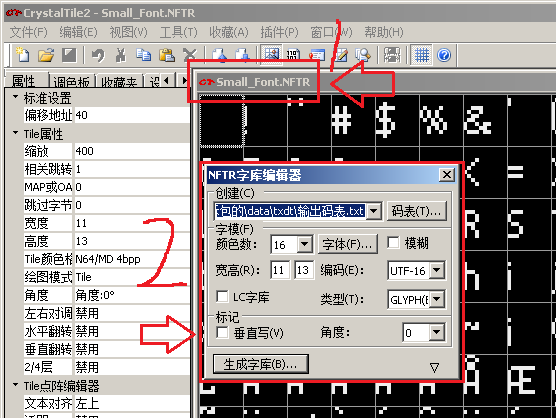 CrystalTile2 - Small_Font.NFTR
文件(F) 编辑(E) 视图(V) 工具(T) 收藏(A) 插件(P) 窗口(W) 帮助(H)
属性 调色板 收藏夹
Small_Font.NFTR
标准设置
偏移地址 40
Tile属性
缩放 400
相关跳转 1
MAP或OA 0
跳过字节 0
宽度 11
高度 13
Tile颜色格 N64/MD 4bpp
绘图模式 Tile
角度 角度:0°
左右对调 禁用
水平翻转 禁用
垂直翻转 禁用
2/4层 禁用
Tile点阵编辑器
文本对齐 左上
1
2
" # $ % & '
< =
R S
NFTR字库编辑器
创建(C)
包的\data\txdt\输出码表.txt 码表(T)...
字模(F)
颜色数: 16 字体(F)... 模糊
宽高(R): 11 13 编码(E): UTF-16
LC字库 类型(T): GLYPH(
标记
垂直写(V) 角度: 0
生成字库(B)... ▽